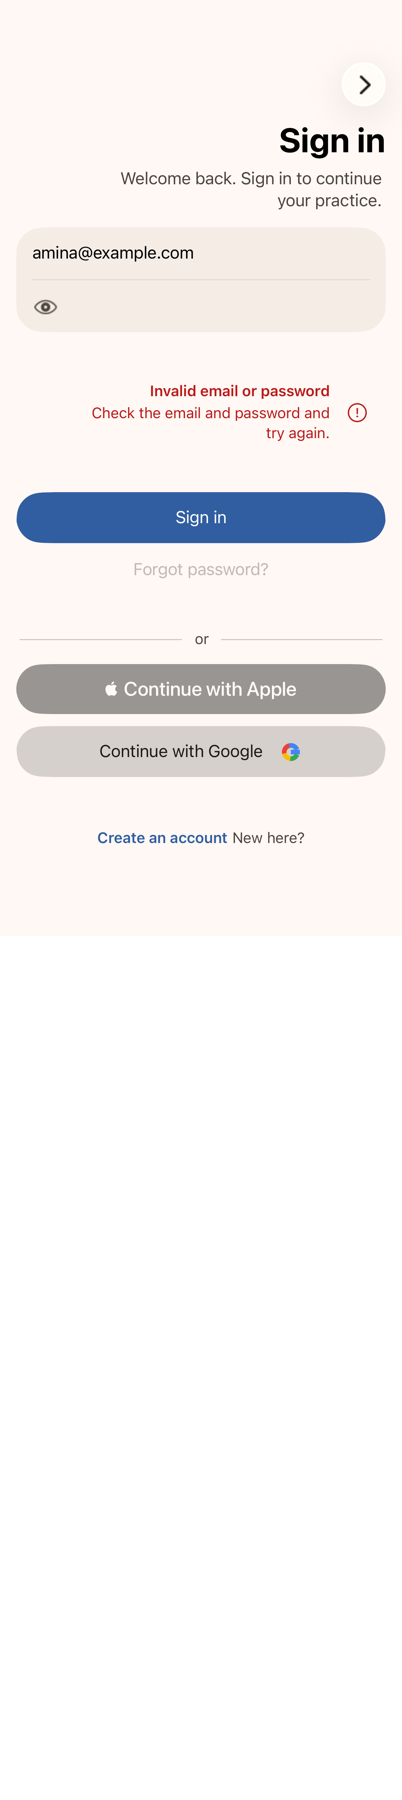 Sign in
Welcome back. Sign in to continue
your practice.
amina@example.com
Invalid email or password
Check the email and password and
try again.
Sign in
Forgot password?
or
Continue with Apple
Continue with Google
Create an account New here?